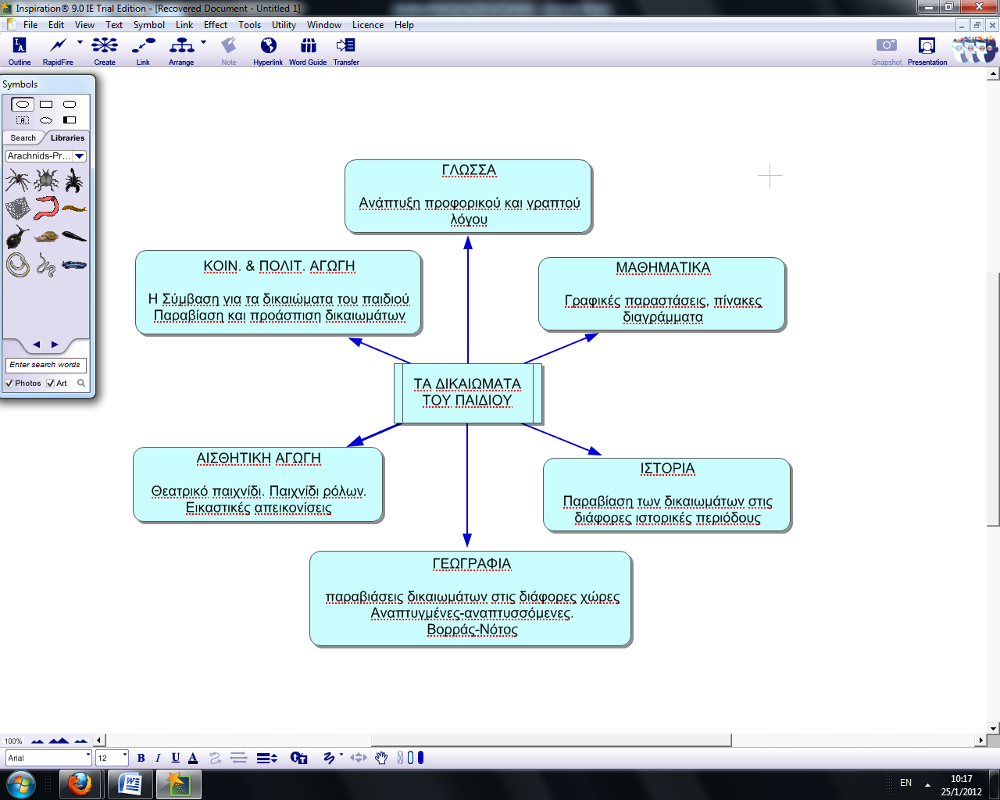 Inspiration® 9.0 IE Trial Edition - [Recovered Document - Untitled 1]
File Edit View Text Symbol Link Effect Tools Utility Window Licence Help
Outline RapidFire Create Link Arrange Note Hyperlink Word Guide Transfer Snapshot Presentation
Symbols
Search Libraries
Arachnids-Pr...
Enter search words
Photos Art
ΓΛΩΣΣΑ
Ανάπτυξη προφορικού και γραπτού
λόγου
ΚΟΙΝ. & ΠΟΛΙΤ. ΑΓΩΓΗ
Η Σύμβαση για τα δικαιώματα του παιδιού
Παραβίαση και προάσπιση δικαιωμάτων
ΜΑΘΗΜΑΤΙΚΑ
Γραφικές παραστάσεις, πίνακες
διαγράμματα
ΤΑ ΔΙΚΑΙΩΜΑΤΑ
ΤΟΥ ΠΑΙΔΙΟΥ
ΑΙΣΘΗΤΙΚΗ ΑΓΩΓΗ
Θεατρικό παιχνίδι. Παιχνίδι ρόλων.
Εικαστικές απεικονίσεις
ΙΣΤΟΡΙΑ
Παραβίαση των δικαιωμάτων στις
διάφορες ιστορικές περιόδους
ΓΕΩΓΡΑΦΙΑ
παραβιάσεις δικαιωμάτων στις διάφορες χώρες
Αναπτυγμένες-αναπτυσσόμενες.
Βορράς-Νότος
100%
Arial 12 B I U A
EN 10:17
25/1/2012